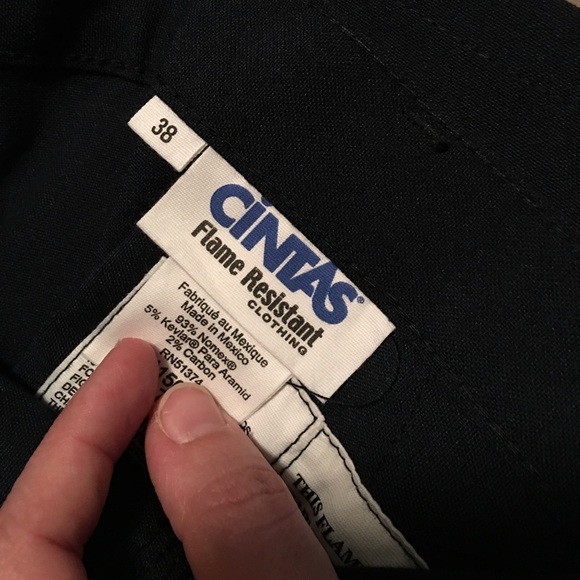 38
CINTAS®
Flame Resistant
CLOTHING
Fabriqué au Mexique
Made in Mexico
93% Nomex®
5% Kevlar® Para Aramid
2% Carbon
RN51374
THIS FLAM